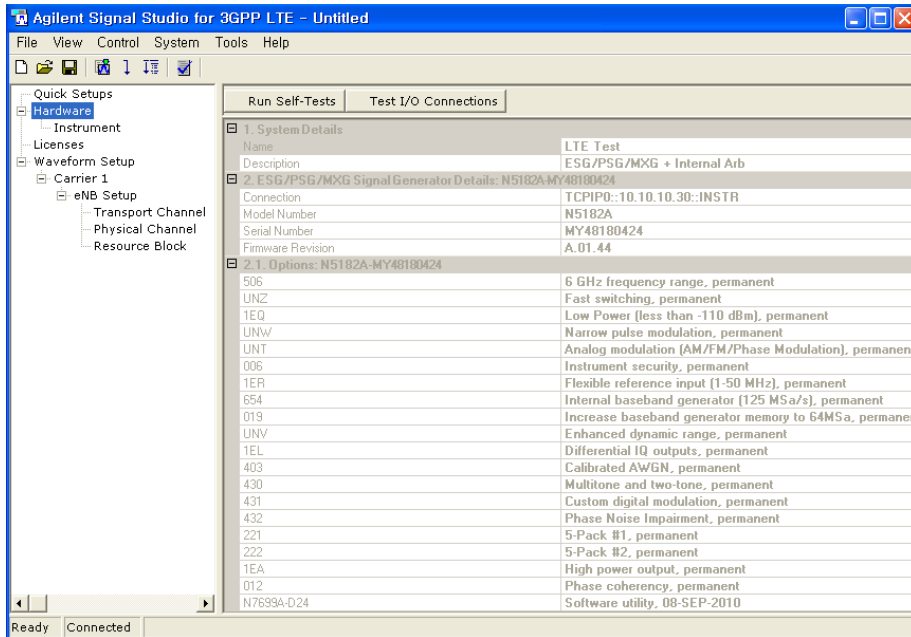 Agilent Signal Studio for 3GPP LTE - Untitled
File View Control System Tools Help
Quick Setups
Hardware
Instrument
Licenses
Waveform Setup
Carrier 1
eNB Setup
Transport Channel
Physical Channel
Resource Block
Run Self-Tests Test I/O Connections
1. System Details
Name LTE Test
Description ESG/PSG/MXG + Internal Arb
2. ESG/PSG/MXG Signal Generator Details: N5182A-MY48180424
Connection TCPIP0::10.10.10.30::INSTR
Model Number N5182A
Serial Number MY48180424
Firmware Revision A.01.44
2.1. Options: N5182A-MY48180424
506 6 GHz frequency range, permanent
UNZ Fast switching, permanent
1EQ Low Power (less than -110 dBm), permanent
UNW Narrow pulse modulation, permanent
UNT Analog modulation (AM/FM/Phase Modulation), permanen
006 Instrument security, permanent
1ER Flexible reference input (1-50 MHz), permanent
654 Internal baseband generator (125 MSa/s), permanent
019 Increase baseband generator memory to 64MSa, permane
UNV Enhanced dynamic range, permanent
1EL Differential IQ outputs, permanent
403 Calibrated AWGN, permanent
430 Multitone and two-tone, permanent
431 Custom digital modulation, permanent
432 Phase Noise Impairment, permanent
221 5-Pack #1, permanent
222 5-Pack #2, permanent
1EA High power output, permanent
012 Phase coherency, permanent
N7699A-D24 Software utility, 08-SEP-2010
Ready Connected